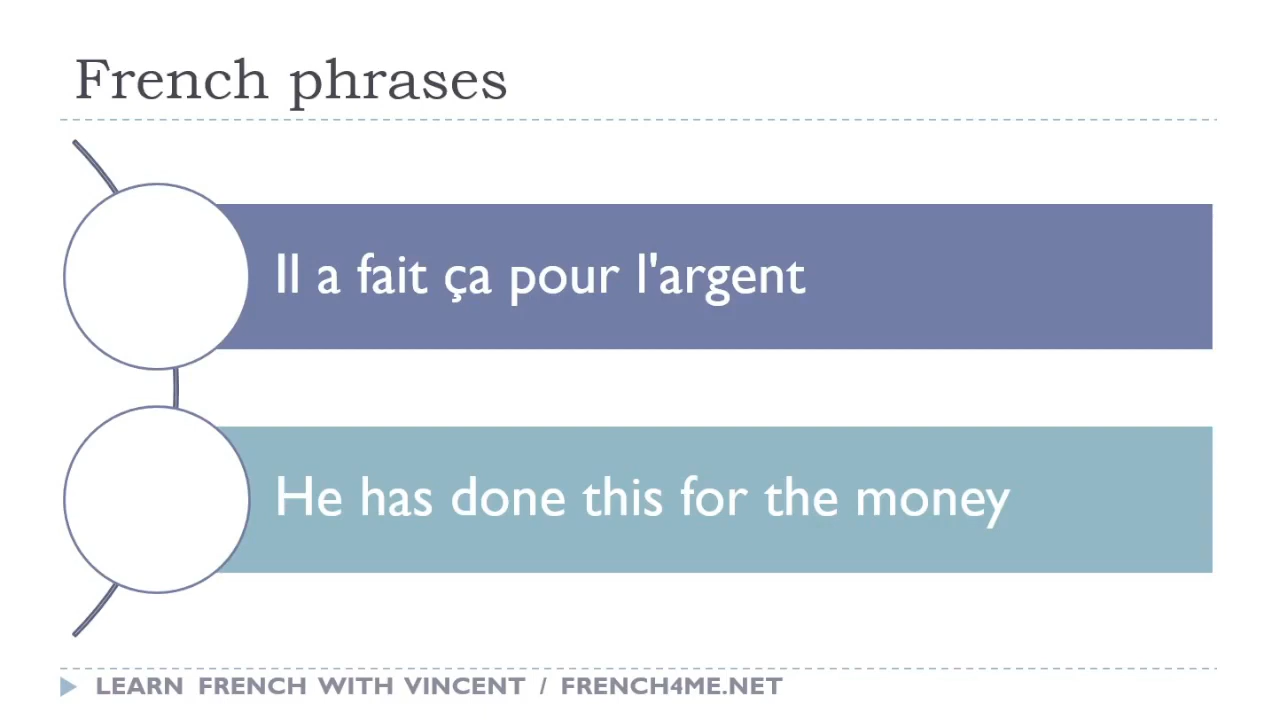 French phrases
Il a fait ça pour l'argent
He has done this for the money
LEARN FRENCH WITH VINCENT / FRENCH4ME.NET